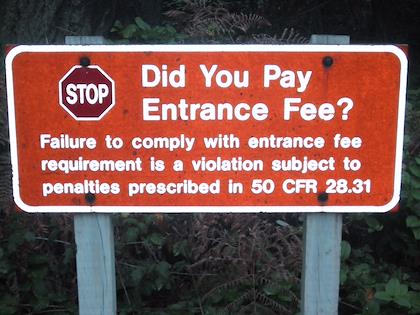 STOP
Did You Pay
Entrance Fee?
Failure to comply with entrance fee
requirement is a violation subject to
penalties prescribed in 50 CFR 28.31